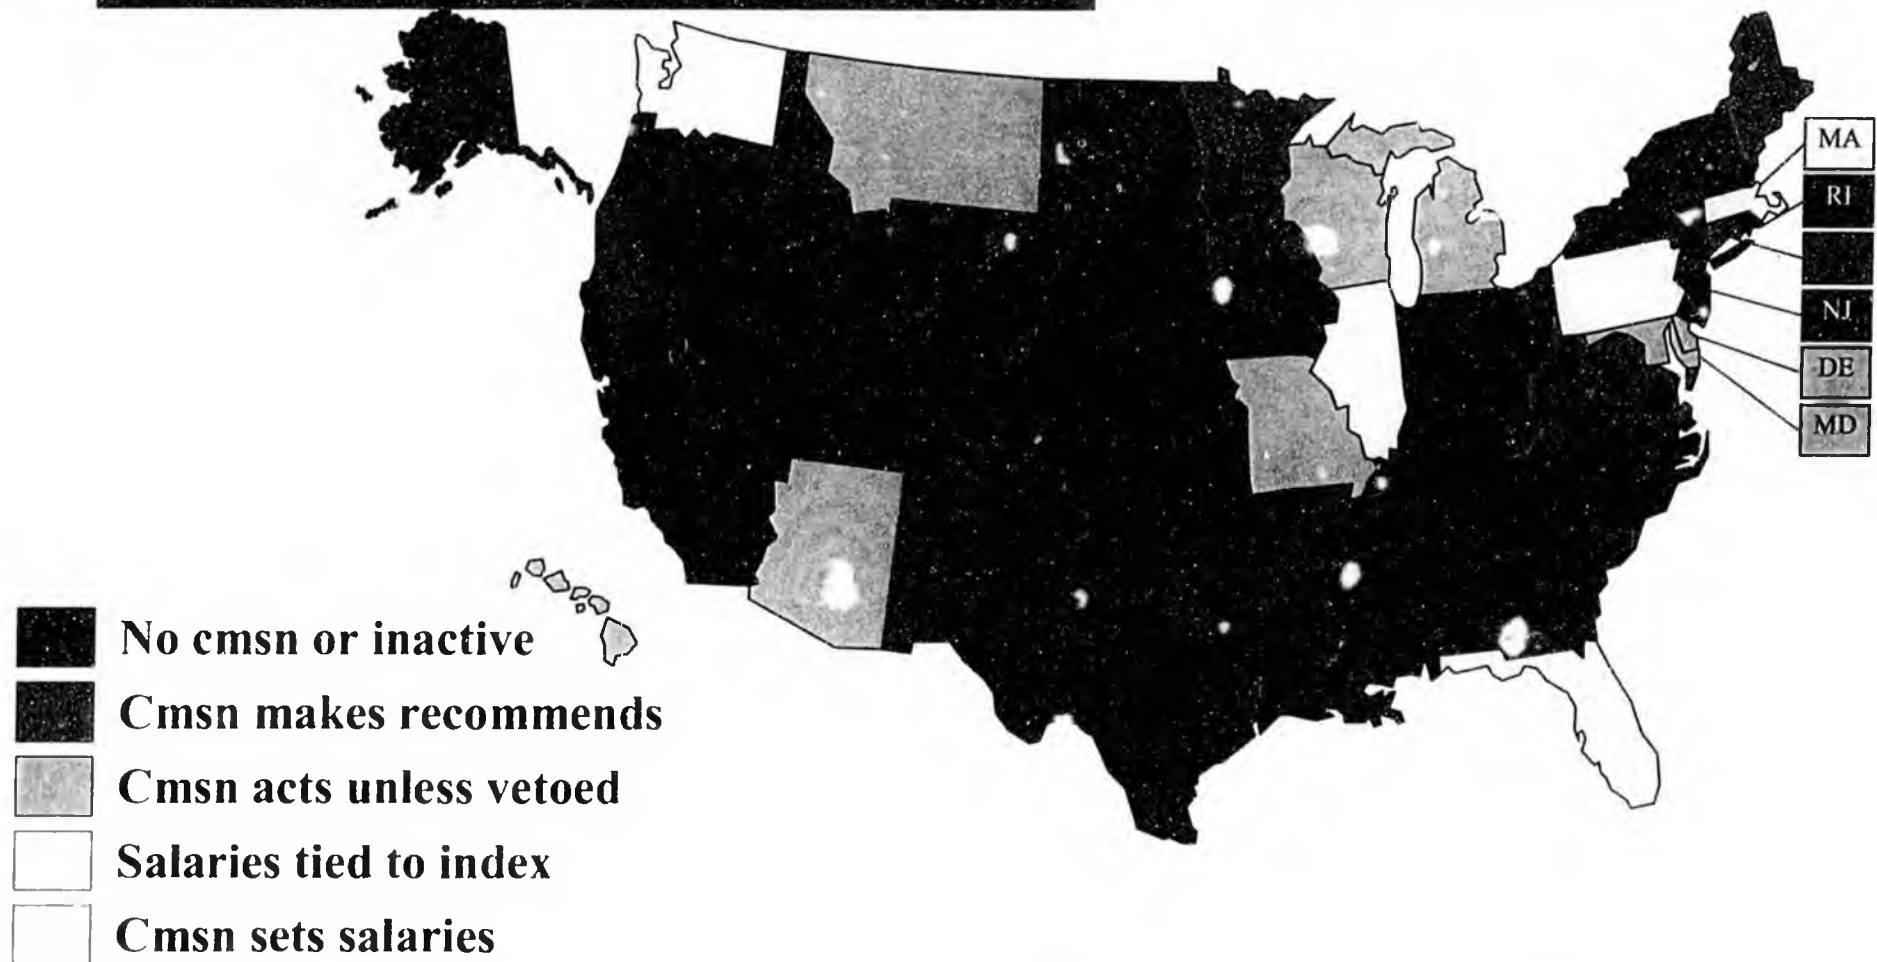 MA
RI
NJ
DE
MD
No cmsn or inactive
Cmsn makes recommends
Cmsn acts unless vetoed
Salaries tied to index
Cmsn sets salaries